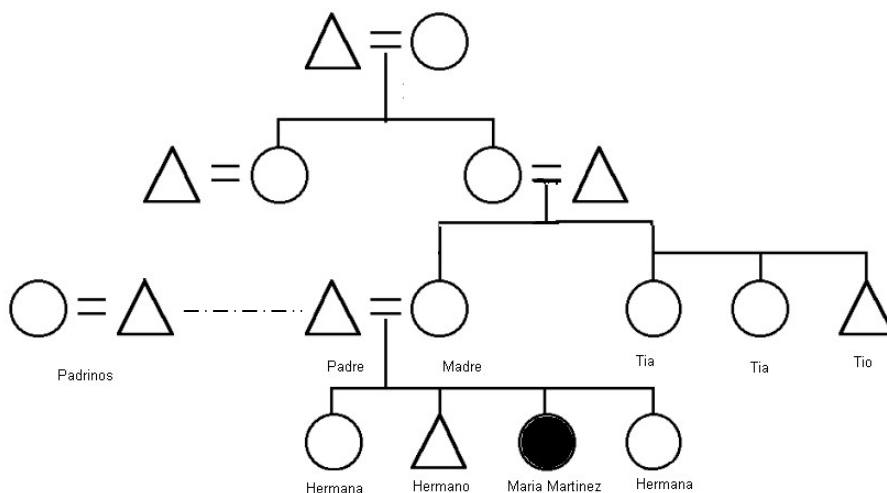 Padrinos
Padre
Madre
Tia
Tia
Tio
Hermana
Hermano
Maria Martinez
Hermana